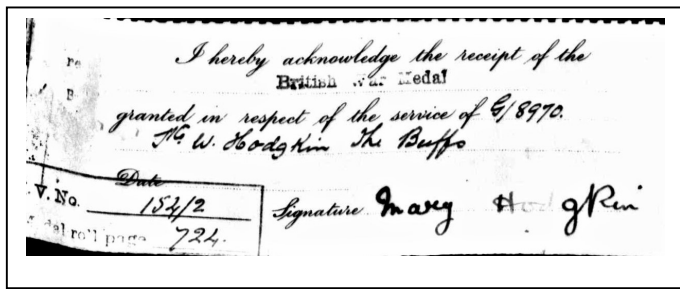 I hereby acknowledge the receipt of the
British War Medal
granted in respect of the service of G/8970.
W. Hodgkin The Buffs
Date
V. No. 154/2
Signature Mary Hodgkin
roll page 724.